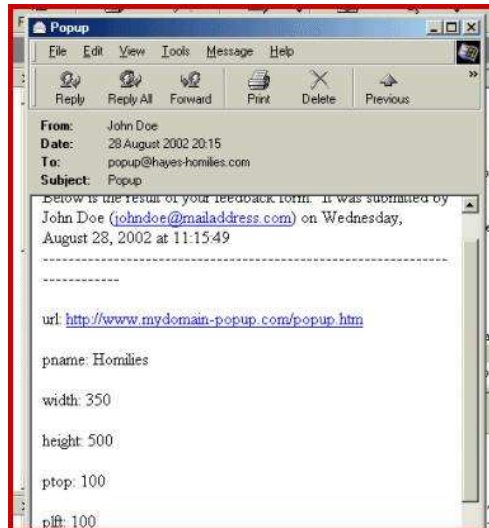 Popup
File Edit View Tools Message Help
Reply Reply All Forward Print Delete Previous »
From: John Doe
Date: 28 August 2002 20:15
To: popup@hayes-homilies.com
Subject: Popup
Below is the result of your feedback form. It was submitted by
John Doe (johndoe@mailaddress.com) on Wednesday,
August 28, 2002 at 11:15:49
---------------------------------------------------------------
------------
url: http://www.mydomain-popup.com/popup.htm
pname: Homilies
width: 350
height: 500
ptop: 100
plft: 100